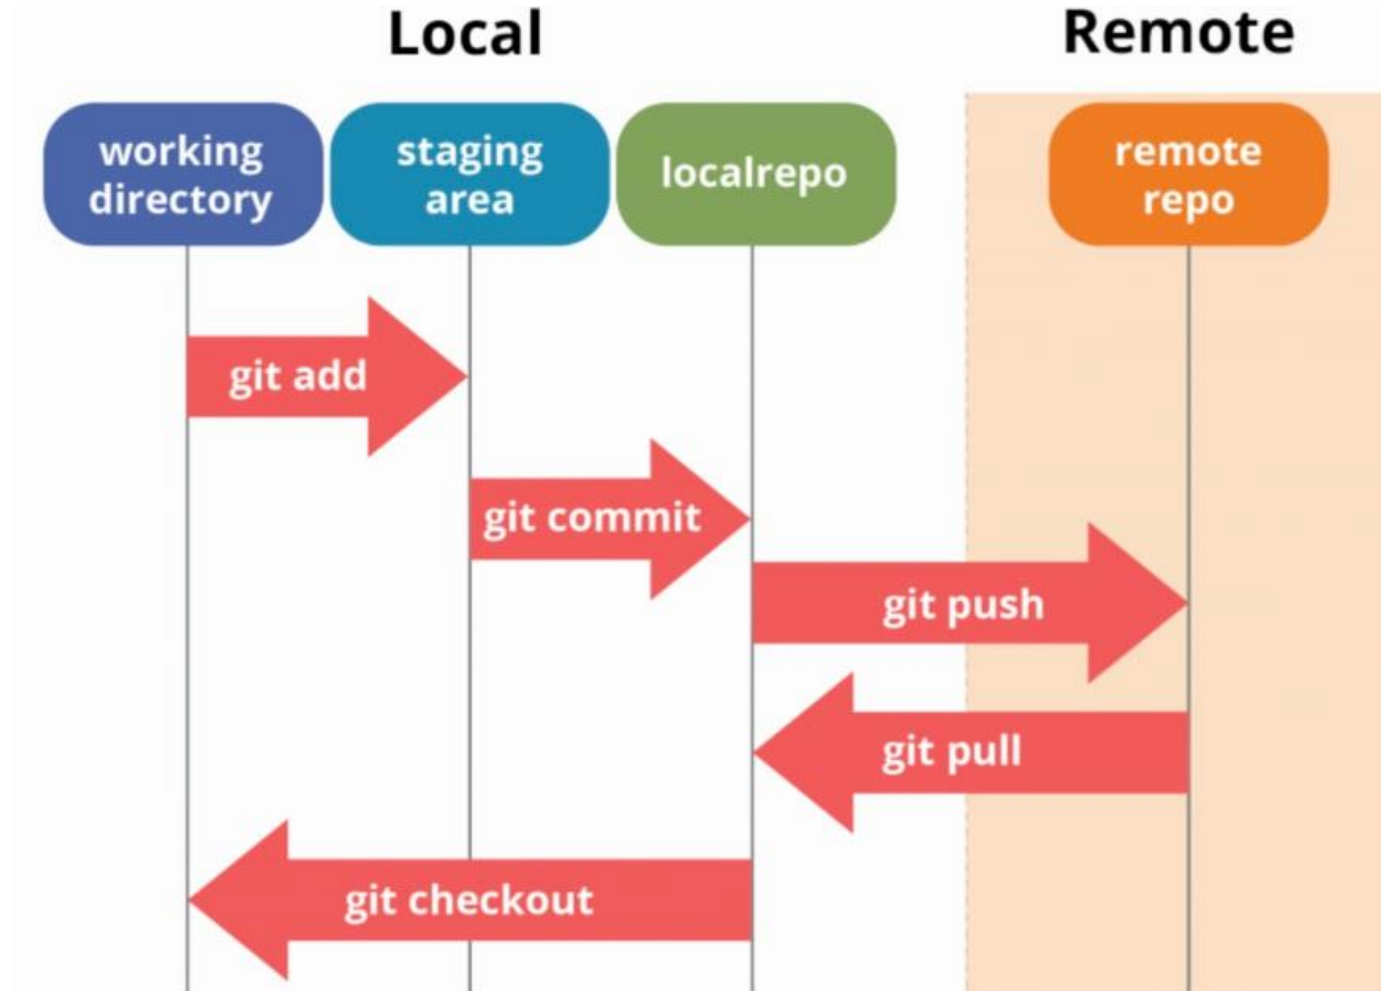 Local
Remote
working
directory
staging
area
localrepo
remote
repo
git add
git commit
git push
git pull
git checkout